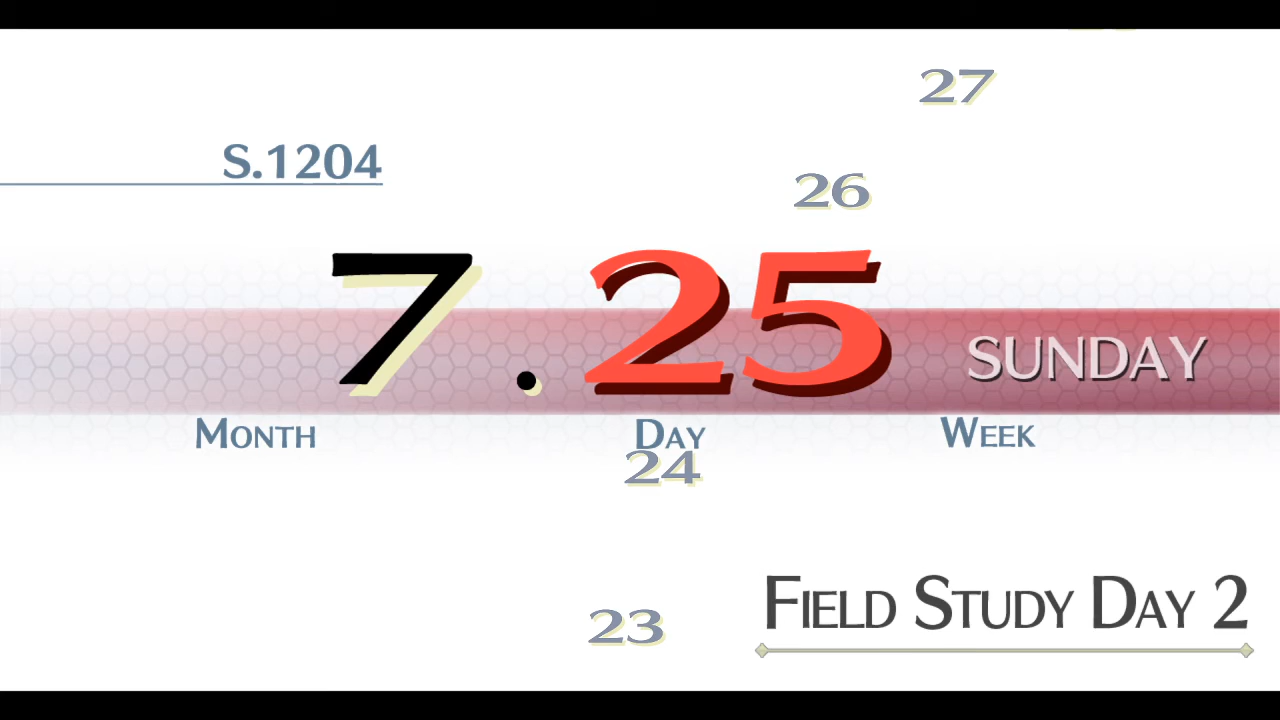 27
S.1204
26
7.25 SUNDAY
MONTH DAY WEEK
24
FIELD STUDY DAY 2
23